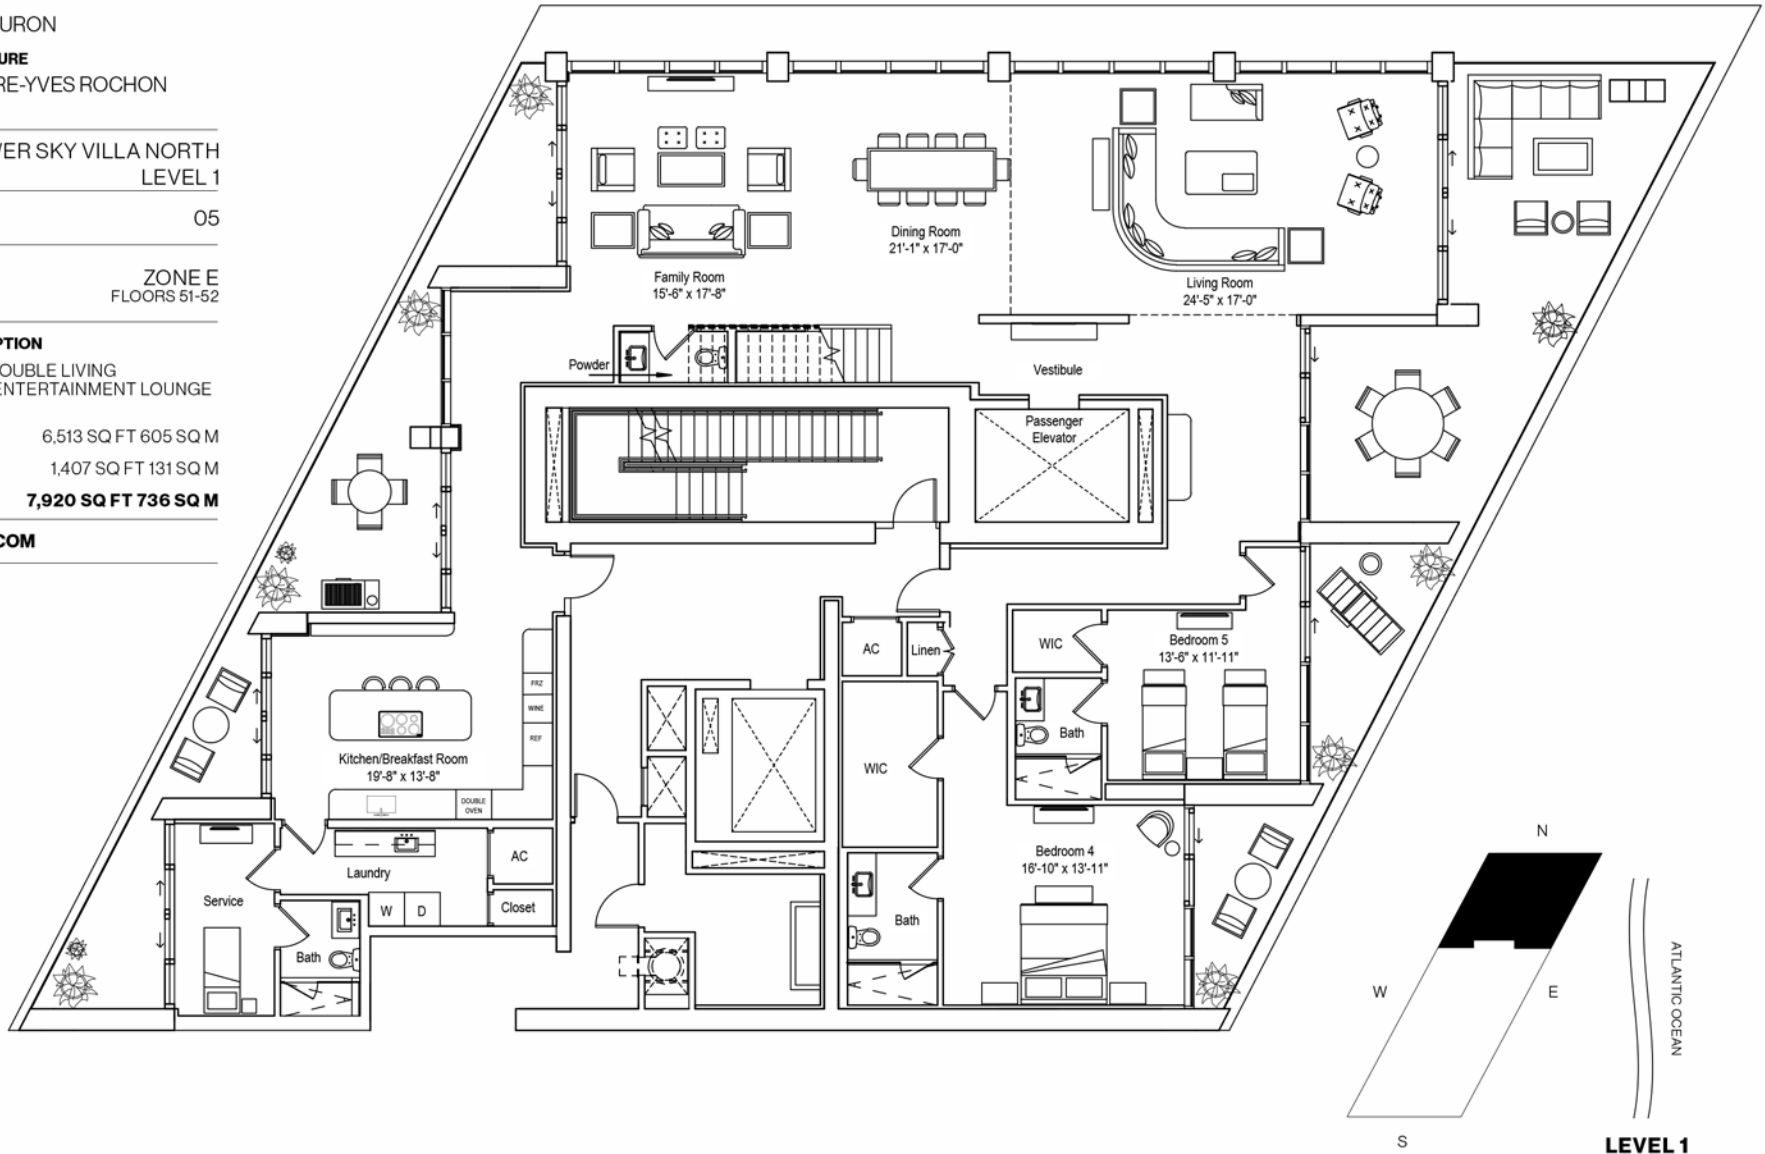 URON
URE
RE-YVES ROCHON
VER SKY VILLA NORTH
LEVEL 1
05
ZONE E
FLOORS 51-52
PTION
OUBLE LIVING
ENTERTAINMENT LOUNGE
6,513 SQ FT 605 SQ M
1,407 SQ FT 131 SQ M
7,920 SQ FT 736 SQ M
COM
Family Room
15'-6" x 17'-8"
Dining Room
21'-1" x 17'-0"
Living Room
24'-5" x 17'-0"
Powder
Vestibule
Passenger
Elevator
AC
Linen
WIC
Bedroom 5
13'-6" x 11'-11"
Bath
WIC
FRZ
WINE
REF
Kitchen/Breakfast Room
19'-8" x 13'-8"
DOUBLE
OVEN
Laundry
AC
Service
W
D
Closet
Bath
Bedroom 4
16'-10" x 13'-11"
Bath
N
W
E
S
ATLANTIC OCEAN
LEVEL 1